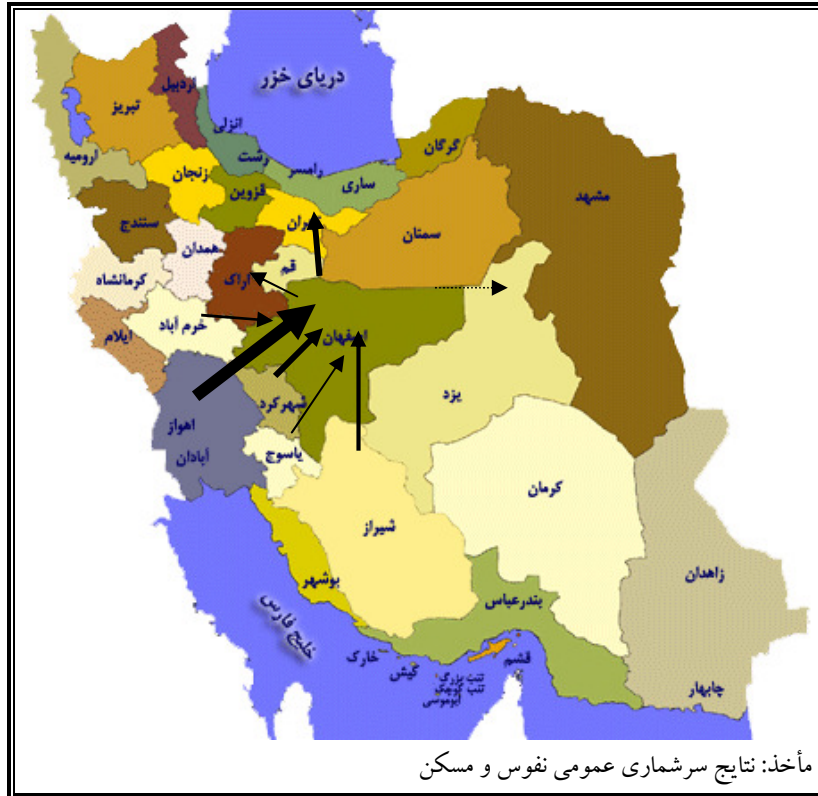 دریای خزر
اردبیل
تبریز
انزلی
گرگان
ارومیه
رشت
رامسر
زنجان
ساری
قزوین
مشهد
سنندج
تهران
سمنان
همدان
قم
اراک
کرمانشاه
خرم آباد
اصفهان
ایلام
یزد
شهرکرد
اهواز
یاسوج
آبادان
کرمان
شیراز
زاهدان
بوشهر
بندرعباس
خلیج فارس
خارک
قشم
کیش
تنب بزرگ
تنب کوچک
ابوموسی
چابهار
مأخذ: نتایج سرشماری عمومی نفوس و مسکن